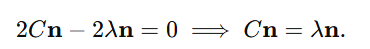 2Cn − 2λn = 0 ⟹ Cn = λn.